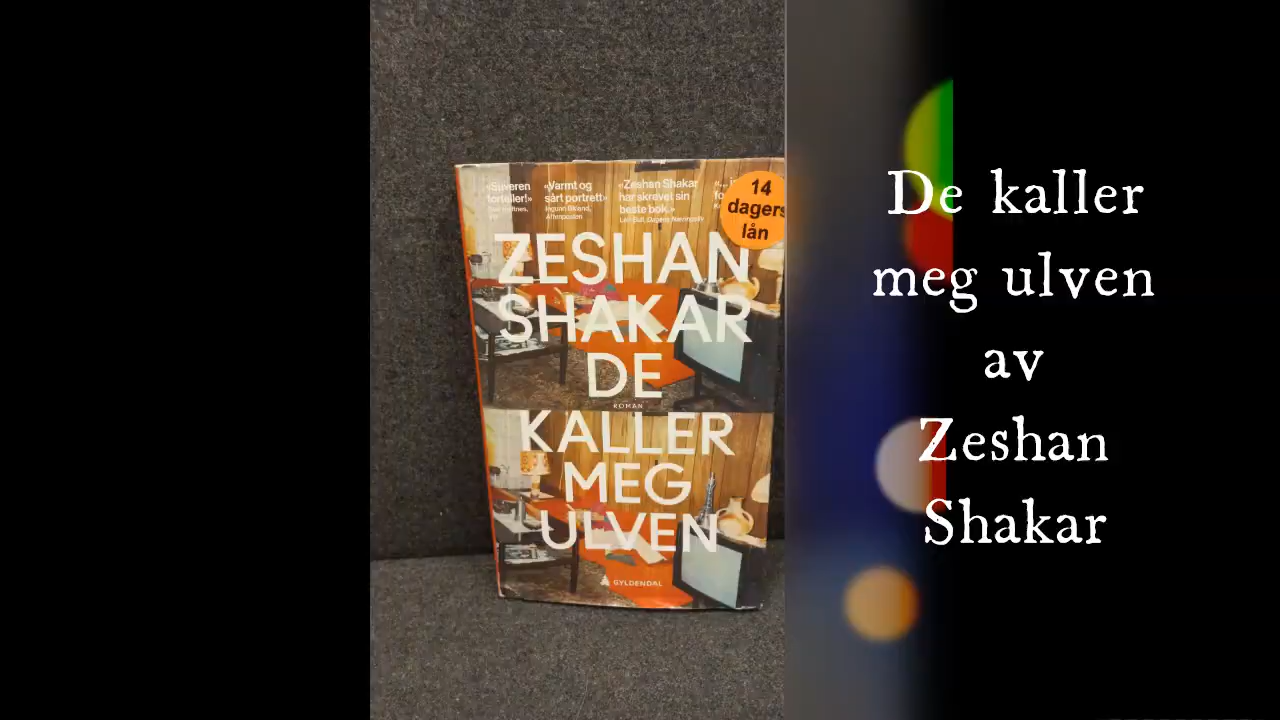 «Suveren
forteller!»
VG
«Varmt og
sårt portrett»
Ingunn Økland,
Aftenposten
«Zeshan Shakar
har skrevet sin
beste bok.»
Dagens Næringsliv
14
dagers
lån
ZESHAN
SHAKAR
DE
ROMAN
KALLER
MEG
ULVEN
GYLDENDAL
De kaller
meg ulven
av
Zeshan
Shakar